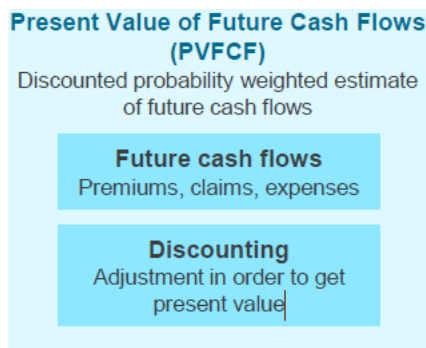 Present Value of Future Cash Flows
(PVFCF)
Discounted probability weighted estimate
of future cash flows
Future cash flows
Premiums, claims, expenses
Discounting
Adjustment in order to get
present value